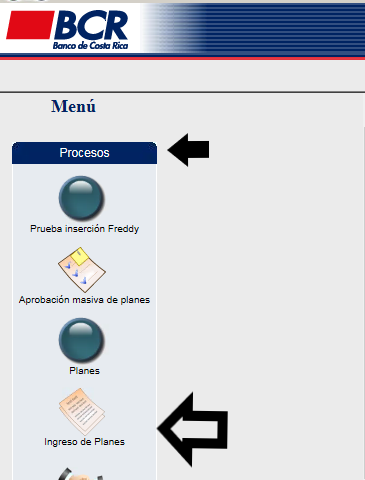 BCR
Banco de Costa Rica
Menú
Procesos
Prueba inserción Freddy
Aprobación masiva de planes
Planes
Ingreso de Planes